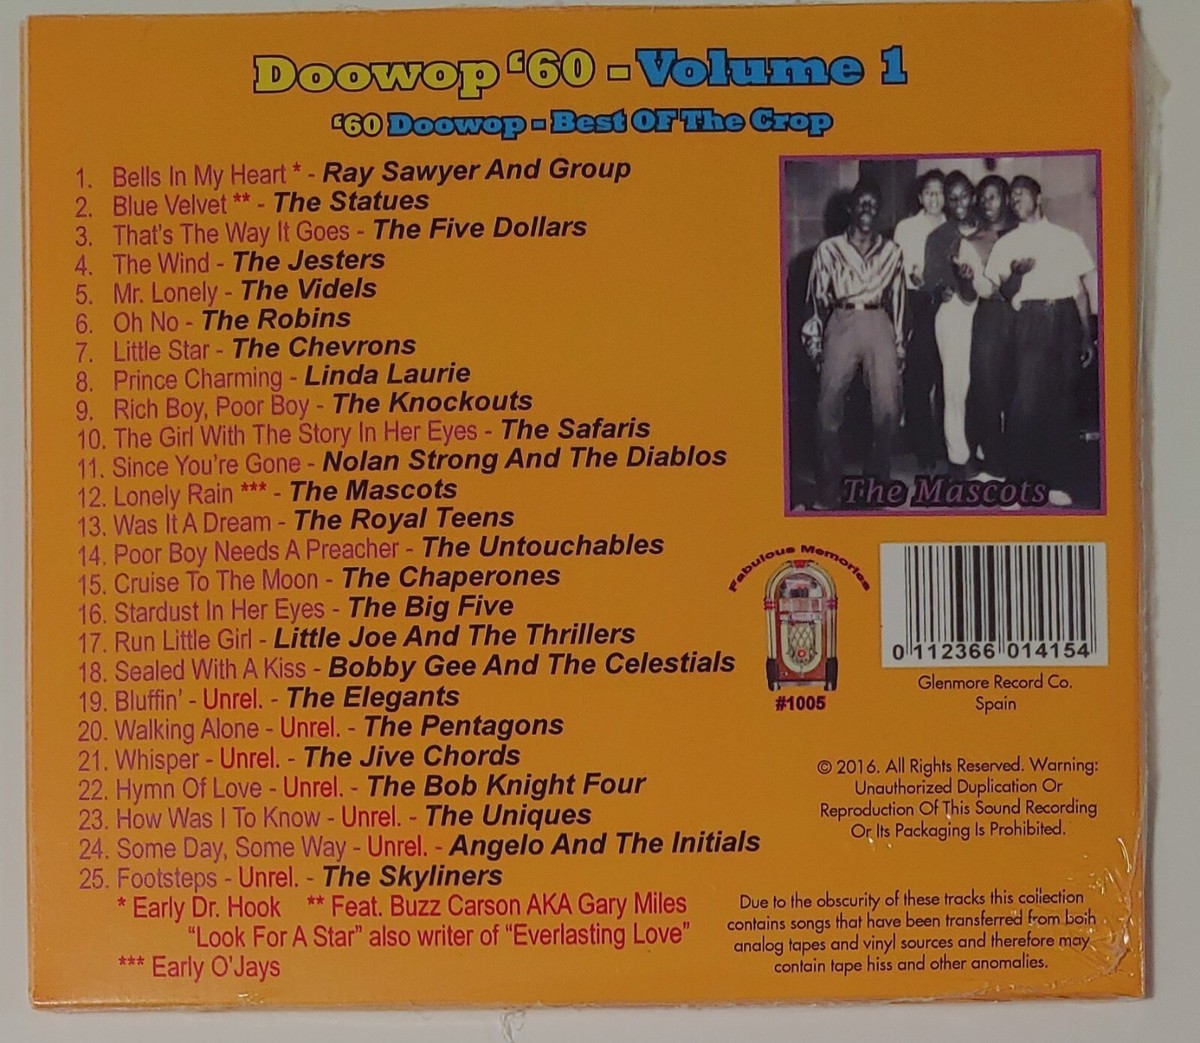 Doowop ‘60 - Volume 1
‘60 Doowop - Best OF The Crop
1. Bells In My Heart * - Ray Sawyer And Group
2. Blue Velvet ** - The Statues
3. That's The Way It Goes - The Five Dollars
4. The Wind - The Jesters
5. Mr. Lonely - The Videls
6. Oh No - The Robins
7. Little Star - The Chevrons
8. Prince Charming - Linda Laurie
9. Rich Boy, Poor Boy - The Knockouts
10. The Girl With The Story In Her Eyes - The Safaris
11. Since You're Gone - Nolan Strong And The Diablos
12. Lonely Rain *** - The Mascots
13. Was It A Dream - The Royal Teens
14. Poor Boy Needs A Preacher - The Untouchables
15. Cruise To The Moon - The Chaperones
16. Stardust In Her Eyes - The Big Five
17. Run Little Girl - Little Joe And The Thrillers
18. Sealed With A Kiss - Bobby Gee And The Celestials
19. Bluffin' - Unrel. - The Elegants
20. Walking Alone - Unrel. - The Pentagons
21. Whisper - Unrel. - The Jive Chords
22. Hymn Of Love - Unrel. - The Bob Knight Four
23. How Was I To Know - Unrel. - The Uniques
24. Some Day, Some Way - Unrel. - Angelo And The Initials
25. Footsteps - Unrel. - The Skyliners
* Early Dr. Hook ** Feat. Buzz Carson AKA Gary Miles
“Look For A Star” also writer of “Everlasting Love”
*** Early O'Jays
The Mascots
Fabulous Memories
#1005
0 112366 014154
Glenmore Record Co.
Spain
© 2016. All Rights Reserved. Warning:
Unauthorized Duplication Or
Reproduction Of This Sound Recording
Or Its Packaging Is Prohibited.
Due to the obscurity of these tracks this collection
contains songs that have been transferred from both
analog tapes and vinyl sources and therefore may
contain tape hiss and other anomalies.